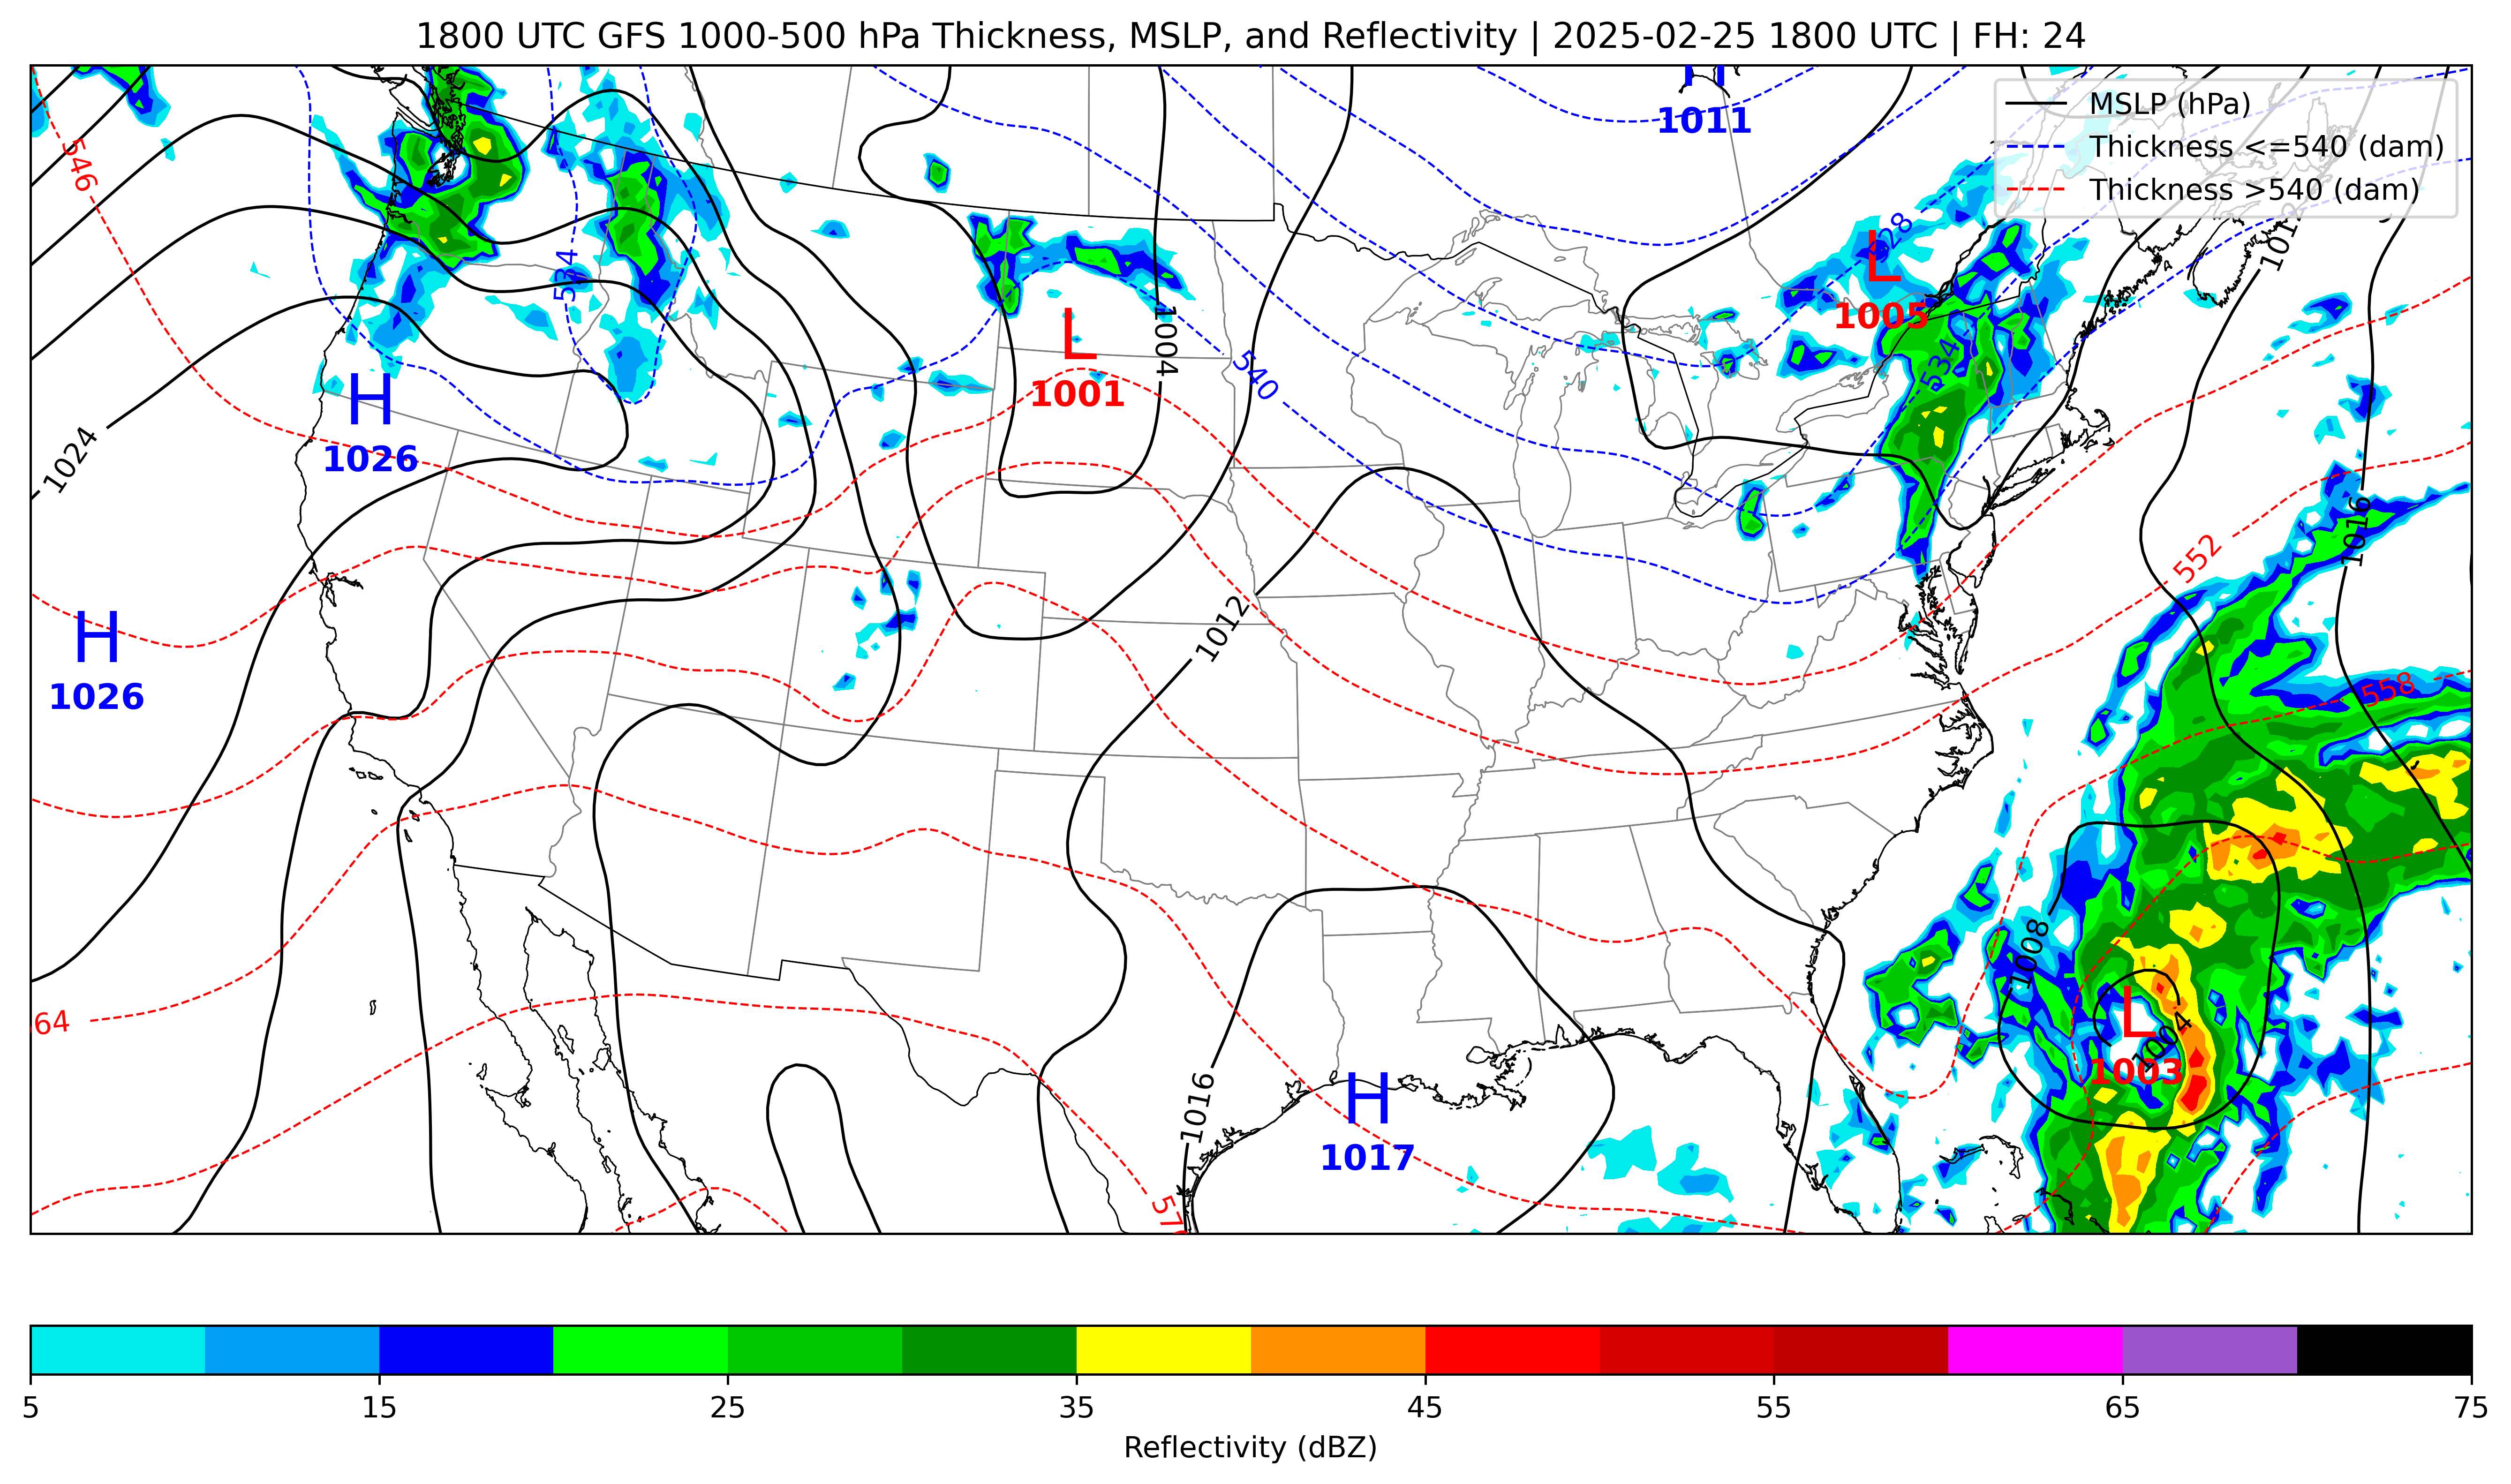 1800 UTC GFS 1000-500 hPa Thickness, MSLP, and Reflectivity | 2025-02-25 1800 UTC | FH: 24
MSLP (hPa)
Thickness <=540 (dam)
Thickness >540 (dam)
H
1011
546
528
1012
L
1005
534
L
1001
1004
540
534
H
1026
1024
1016
552
H
1026
1012
558
1008
64
L
1003
1004
H
1017
1016
57
5 15 25 35 45 55 65 75
Reflectivity (dBZ)